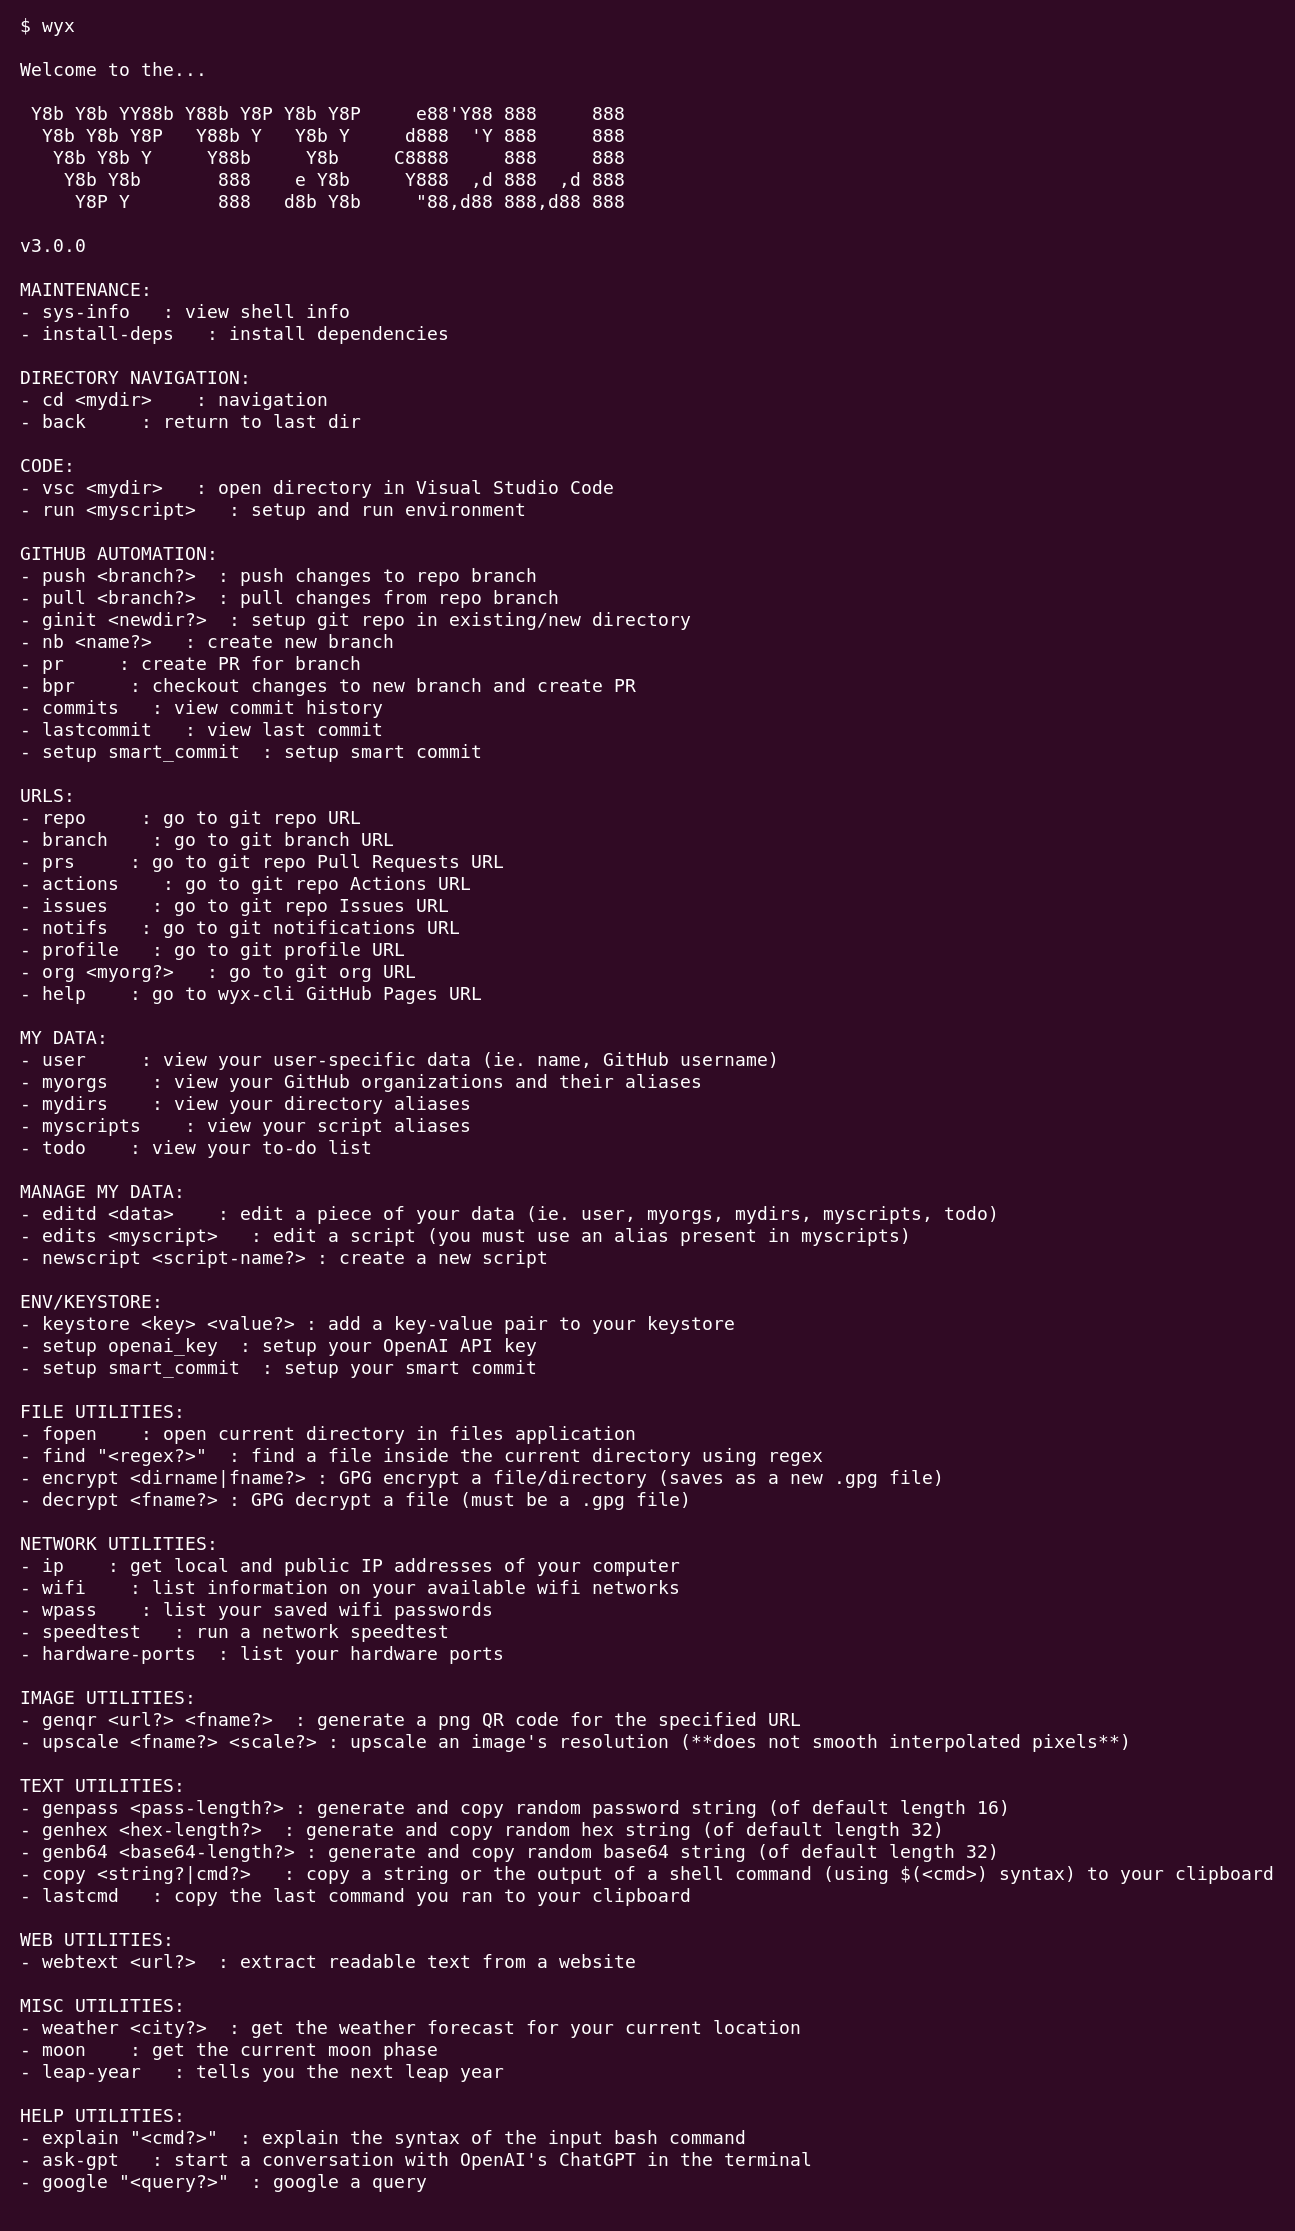 $ wyx

Welcome to the...

 Y8b Y8b YY88b Y88b Y8P Y8b Y8P     e88'Y88 888     888
  Y8b Y8b Y8P   Y88b Y   Y8b Y     d888  'Y 888     888
   Y8b Y8b Y     Y88b     Y8b     C8888     888     888
    Y8b Y8b       888    e Y8b     Y888  ,d 888  ,d 888
     Y8P Y        888   d8b Y8b     "88,d88 888,d88 888

v3.0.0

MAINTENANCE:
- sys-info   : view shell info
- install-deps   : install dependencies

DIRECTORY NAVIGATION:
- cd <mydir>    : navigation
- back     : return to last dir

CODE:
- vsc <mydir>   : open directory in Visual Studio Code
- run <myscript>   : setup and run environment

GITHUB AUTOMATION:
- push <branch?>  : push changes to repo branch
- pull <branch?>  : pull changes from repo branch
- ginit <newdir?>  : setup git repo in existing/new directory
- nb <name?>   : create new branch
- pr     : create PR for branch
- bpr     : checkout changes to new branch and create PR
- commits   : view commit history
- lastcommit   : view last commit
- setup smart_commit  : setup smart commit

URLS:
- repo     : go to git repo URL
- branch    : go to git branch URL
- prs     : go to git repo Pull Requests URL
- actions    : go to git repo Actions URL
- issues    : go to git repo Issues URL
- notifs   : go to git notifications URL
- profile   : go to git profile URL
- org <myorg?>   : go to git org URL
- help    : go to wyx-cli GitHub Pages URL

MY DATA:
- user     : view your user-specific data (ie. name, GitHub username)
- myorgs    : view your GitHub organizations and their aliases
- mydirs    : view your directory aliases
- myscripts    : view your script aliases
- todo    : view your to-do list

MANAGE MY DATA:
- editd <data>    : edit a piece of your data (ie. user, myorgs, mydirs, myscripts, todo)
- edits <myscript>   : edit a script (you must use an alias present in myscripts)
- newscript <script-name?> : create a new script

ENV/KEYSTORE:
- keystore <key> <value?> : add a key-value pair to your keystore
- setup openai_key  : setup your OpenAI API key
- setup smart_commit  : setup your smart commit

FILE UTILITIES:
- fopen    : open current directory in files application
- find "<regex?>"  : find a file inside the current directory using regex
- encrypt <dirname|fname?> : GPG encrypt a file/directory (saves as a new .gpg file)
- decrypt <fname?> : GPG decrypt a file (must be a .gpg file)

NETWORK UTILITIES:
- ip    : get local and public IP addresses of your computer
- wifi    : list information on your available wifi networks
- wpass    : list your saved wifi passwords
- speedtest   : run a network speedtest
- hardware-ports  : list your hardware ports

IMAGE UTILITIES:
- genqr <url?> <fname?>  : generate a png QR code for the specified URL
- upscale <fname?> <scale?> : upscale an image's resolution (**does not smooth interpolated pixels**)

TEXT UTILITIES:
- genpass <pass-length?> : generate and copy random password string (of default length 16)
- genhex <hex-length?>  : generate and copy random hex string (of default length 32)
- genb64 <base64-length?> : generate and copy random base64 string (of default length 32)
- copy <string?|cmd?>   : copy a string or the output of a shell command (using $(<cmd>) syntax) to your clipboard
- lastcmd   : copy the last command you ran to your clipboard

WEB UTILITIES:
- webtext <url?>  : extract readable text from a website

MISC UTILITIES:
- weather <city?>  : get the weather forecast for your current location
- moon    : get the current moon phase
- leap-year   : tells you the next leap year

HELP UTILITIES:
- explain "<cmd?>"  : explain the syntax of the input bash command
- ask-gpt   : start a conversation with OpenAI's ChatGPT in the terminal
- google "<query?>"  : google a query